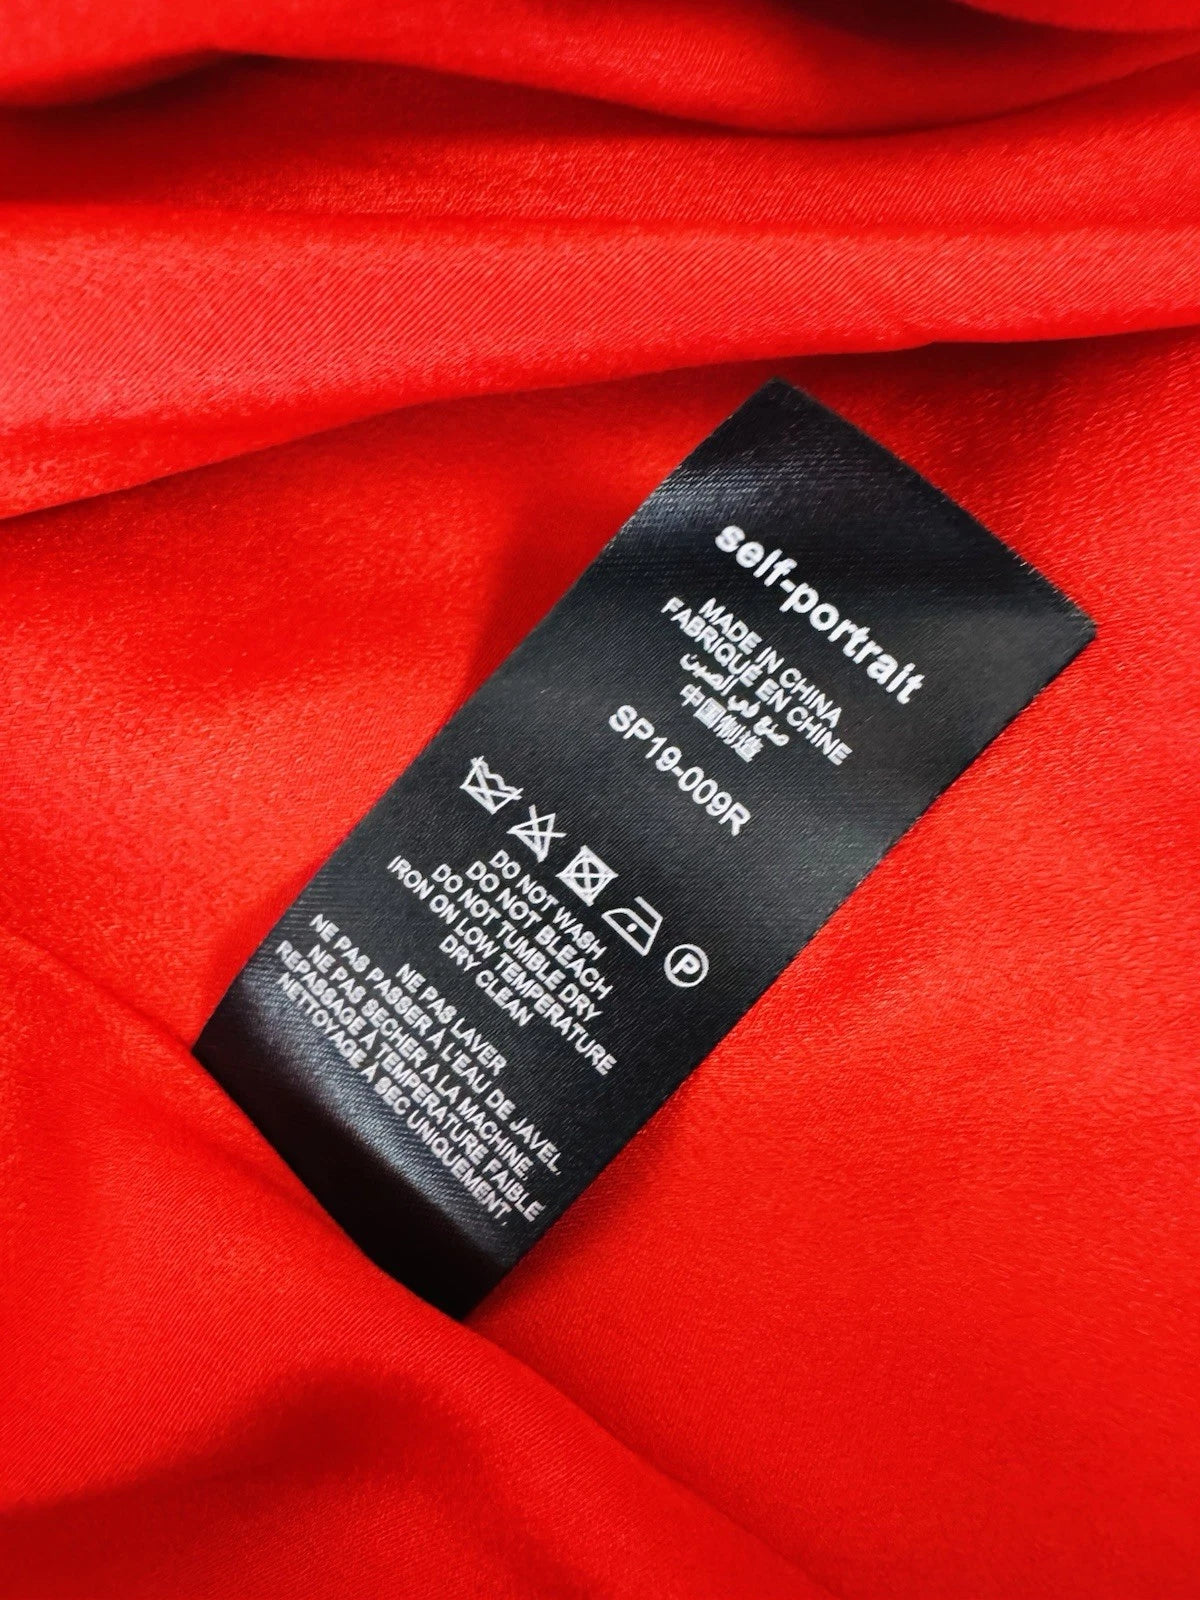 self-portrait
MADE IN CHINA
FABRIQUÉ EN CHINE
صنع في الصين
中国制造
SP19-009R
P
DO NOT WASH
DO NOT BLEACH
DO NOT TUMBLE DRY
IRON ON LOW TEMPERATURE
DRY CLEAN
NE PAS LAVER
NE PAS PASSER À L'EAU DE JAVEL,
NE PAS SECHER A LA MACHINE,
REPASSAGE À TEMPERATURE FAIBLE
NETTOYAGE À SEC UNIQUEMENT,